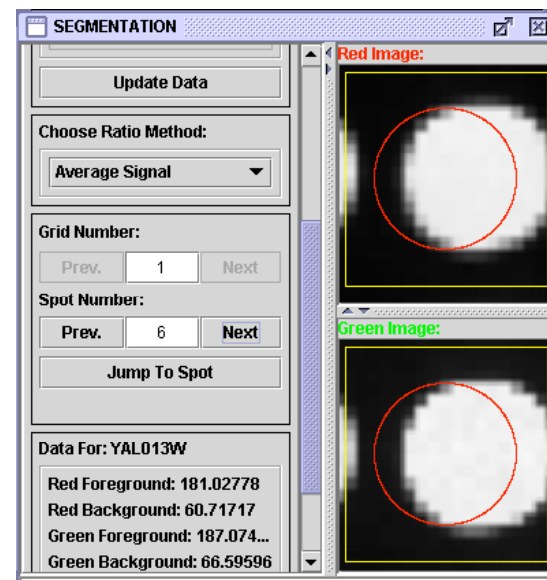 SEGMENTATION
Update Data
Choose Ratio Method:
Average Signal
Grid Number:
Prev. 1 Next
Spot Number:
Prev. 6 Next
Jump To Spot
Data For: YAL013W
Red Foreground: 181.02778
Red Background: 60.71717
Green Foreground: 187.074...
Green Background: 66.59596
Red Image:
Green Image: